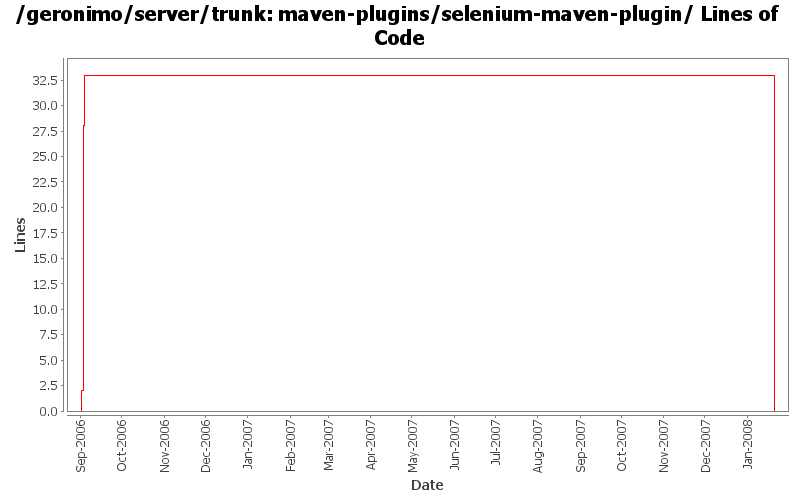 /geronimo/server/trunk: maven-plugins/selenium-maven-plugin/ Lines of
Code
32.5
30.0
27.5
25.0
22.5
20.0
17.5
15.0
12.5
10.0
7.5
5.0
2.5
0.0
Lines
Sep-2006
Oct-2006
Nov-2006
Dec-2006
Jan-2007
Feb-2007
Mar-2007
Apr-2007
May-2007
Jun-2007
Jul-2007
Aug-2007
Sep-2007
Oct-2007
Nov-2007
Dec-2007
Jan-2008
Date